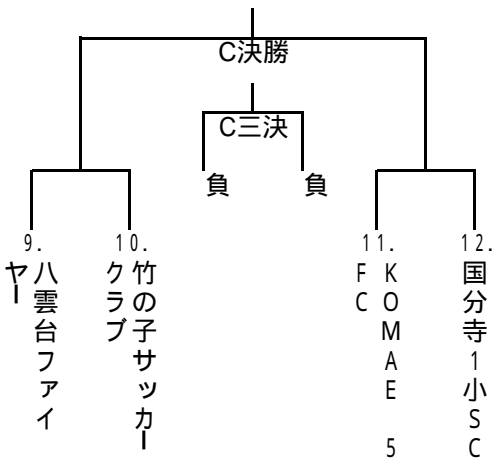 C決勝
C三決
負 負
9. 10. 11. 12.
八雲台ファイ
ヤー
竹の子サッカー
クラブ
KOMAE 5
FC
国分寺1小SC